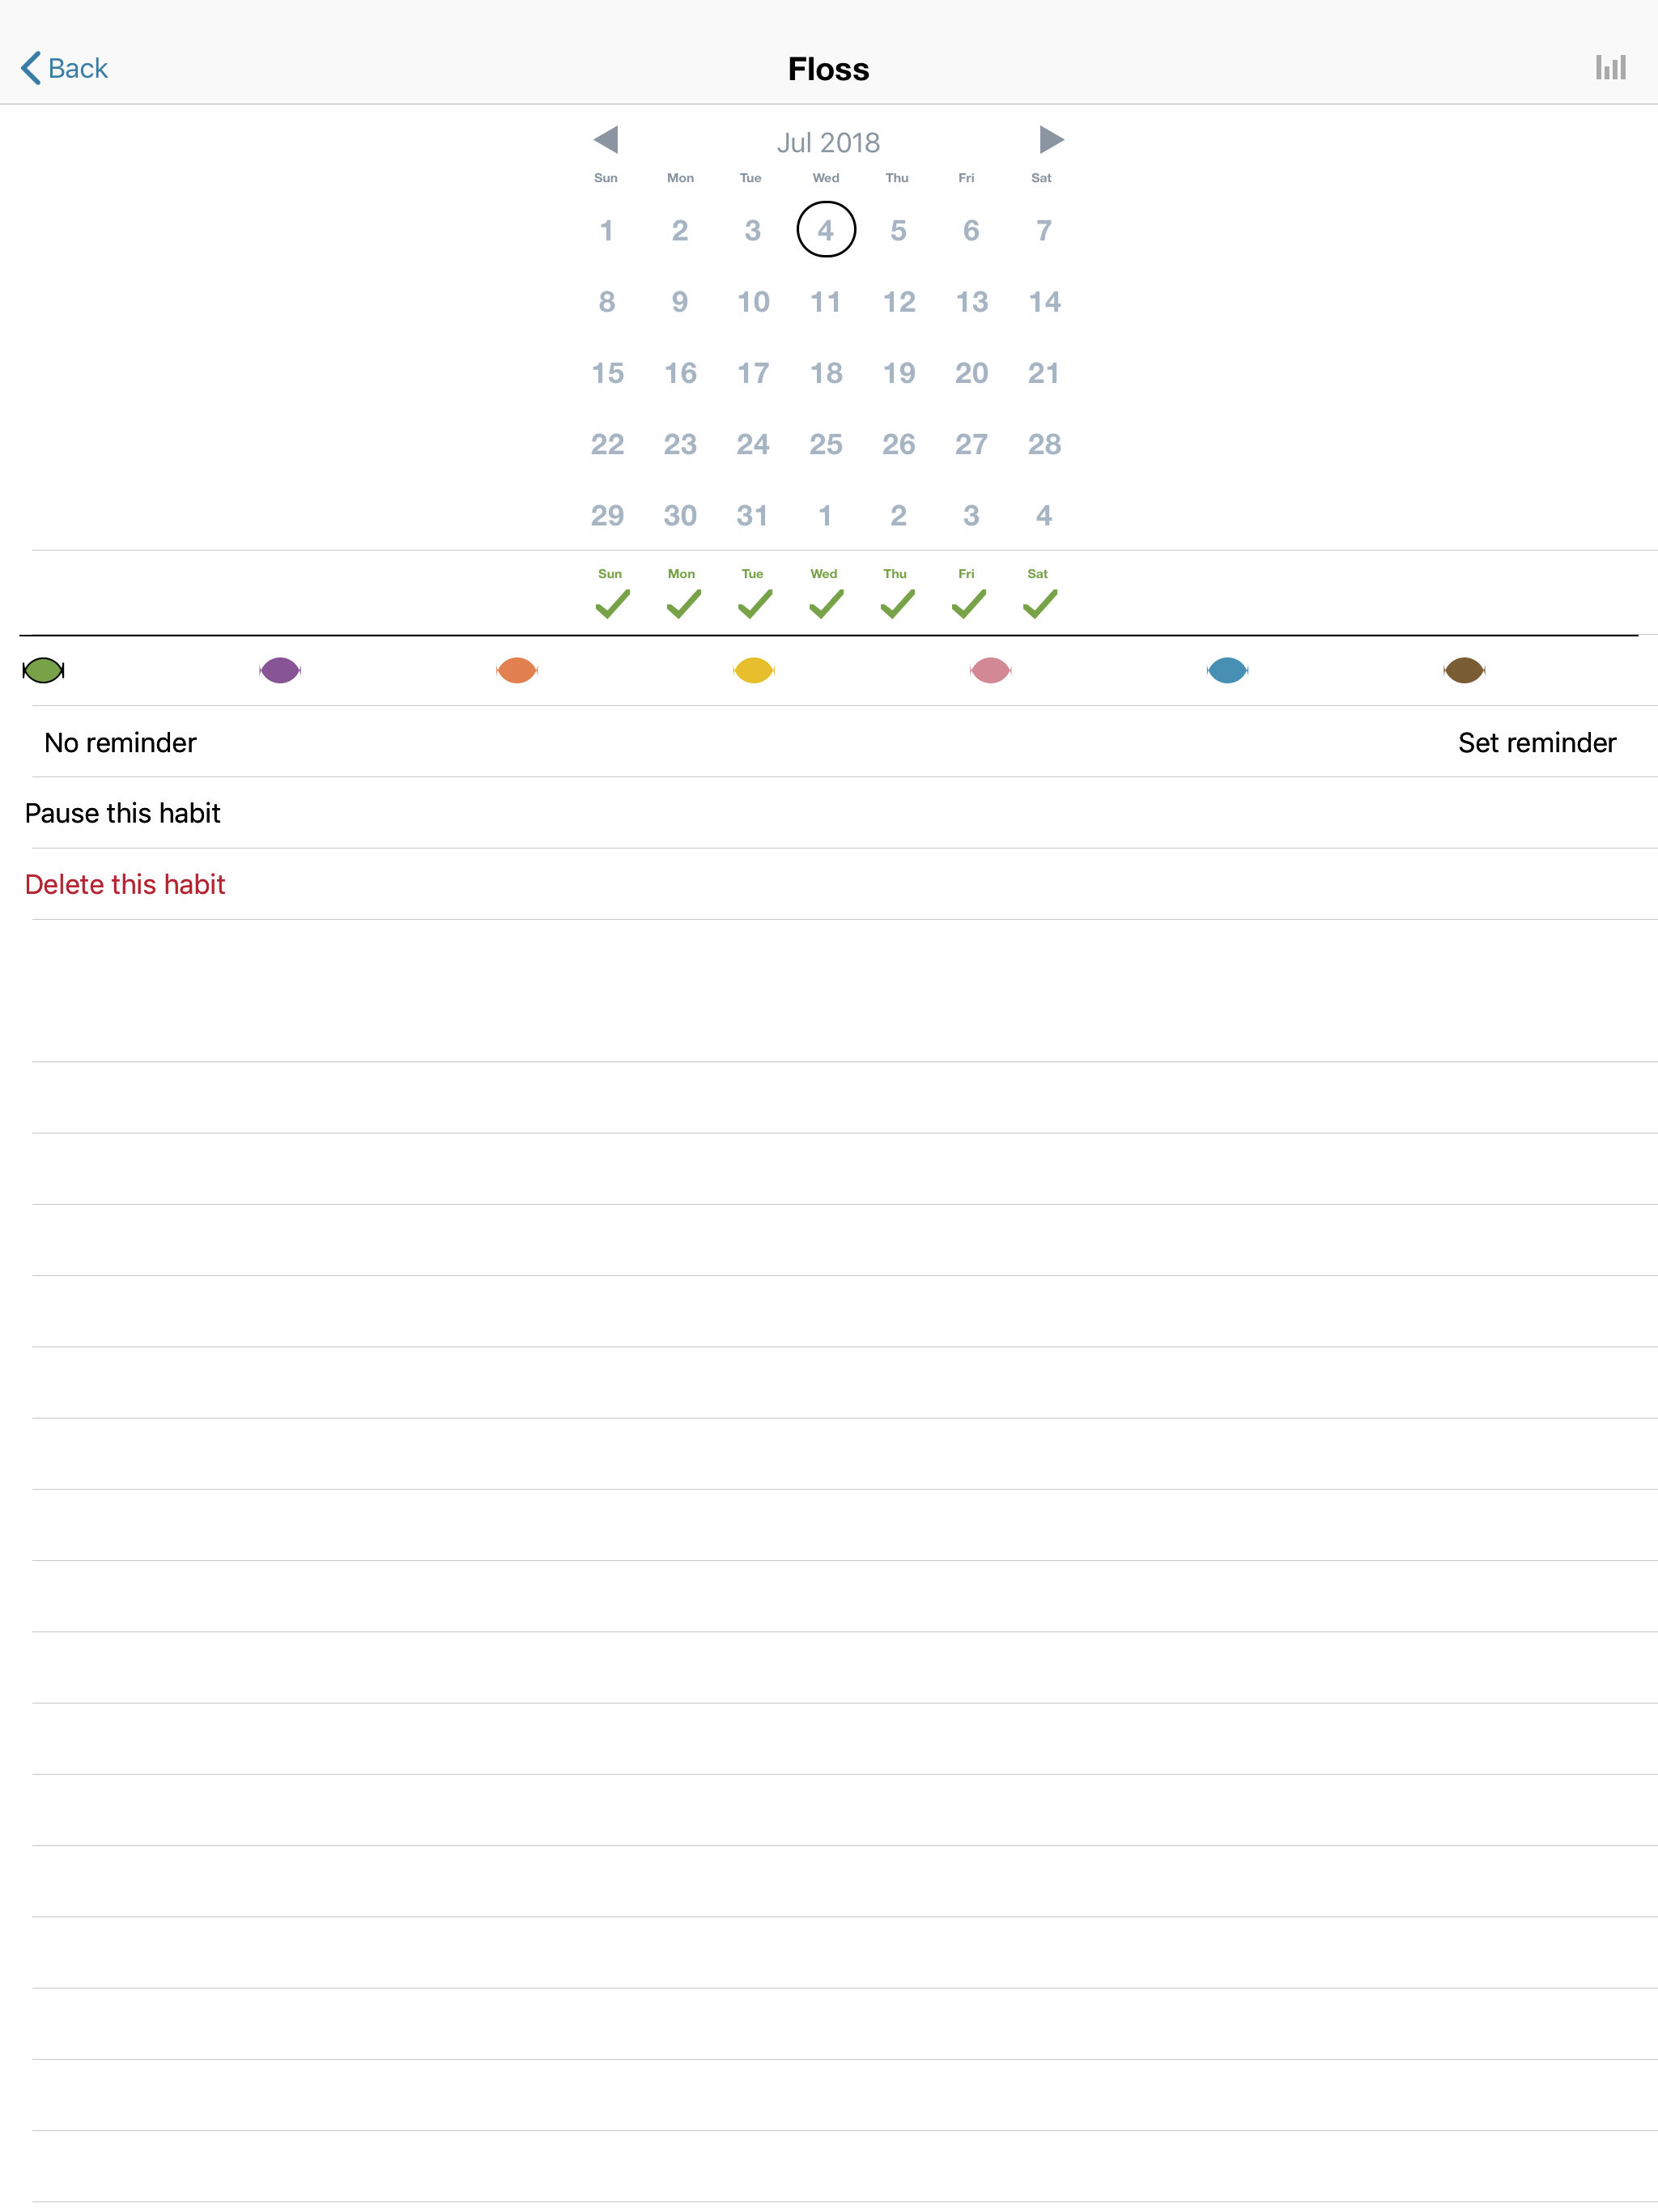 Back
Floss
Jul 2018
Sun Mon Tue Wed Thu Fri Sat
1 2 3 4 5 6 7
8 9 10 11 12 13 14
15 16 17 18 19 20 21
22 23 24 25 26 27 28
29 30 31 1 2 3 4
Sun Mon Tue Wed Thu Fri Sat
No reminder Set reminder
Pause this habit
Delete this habit